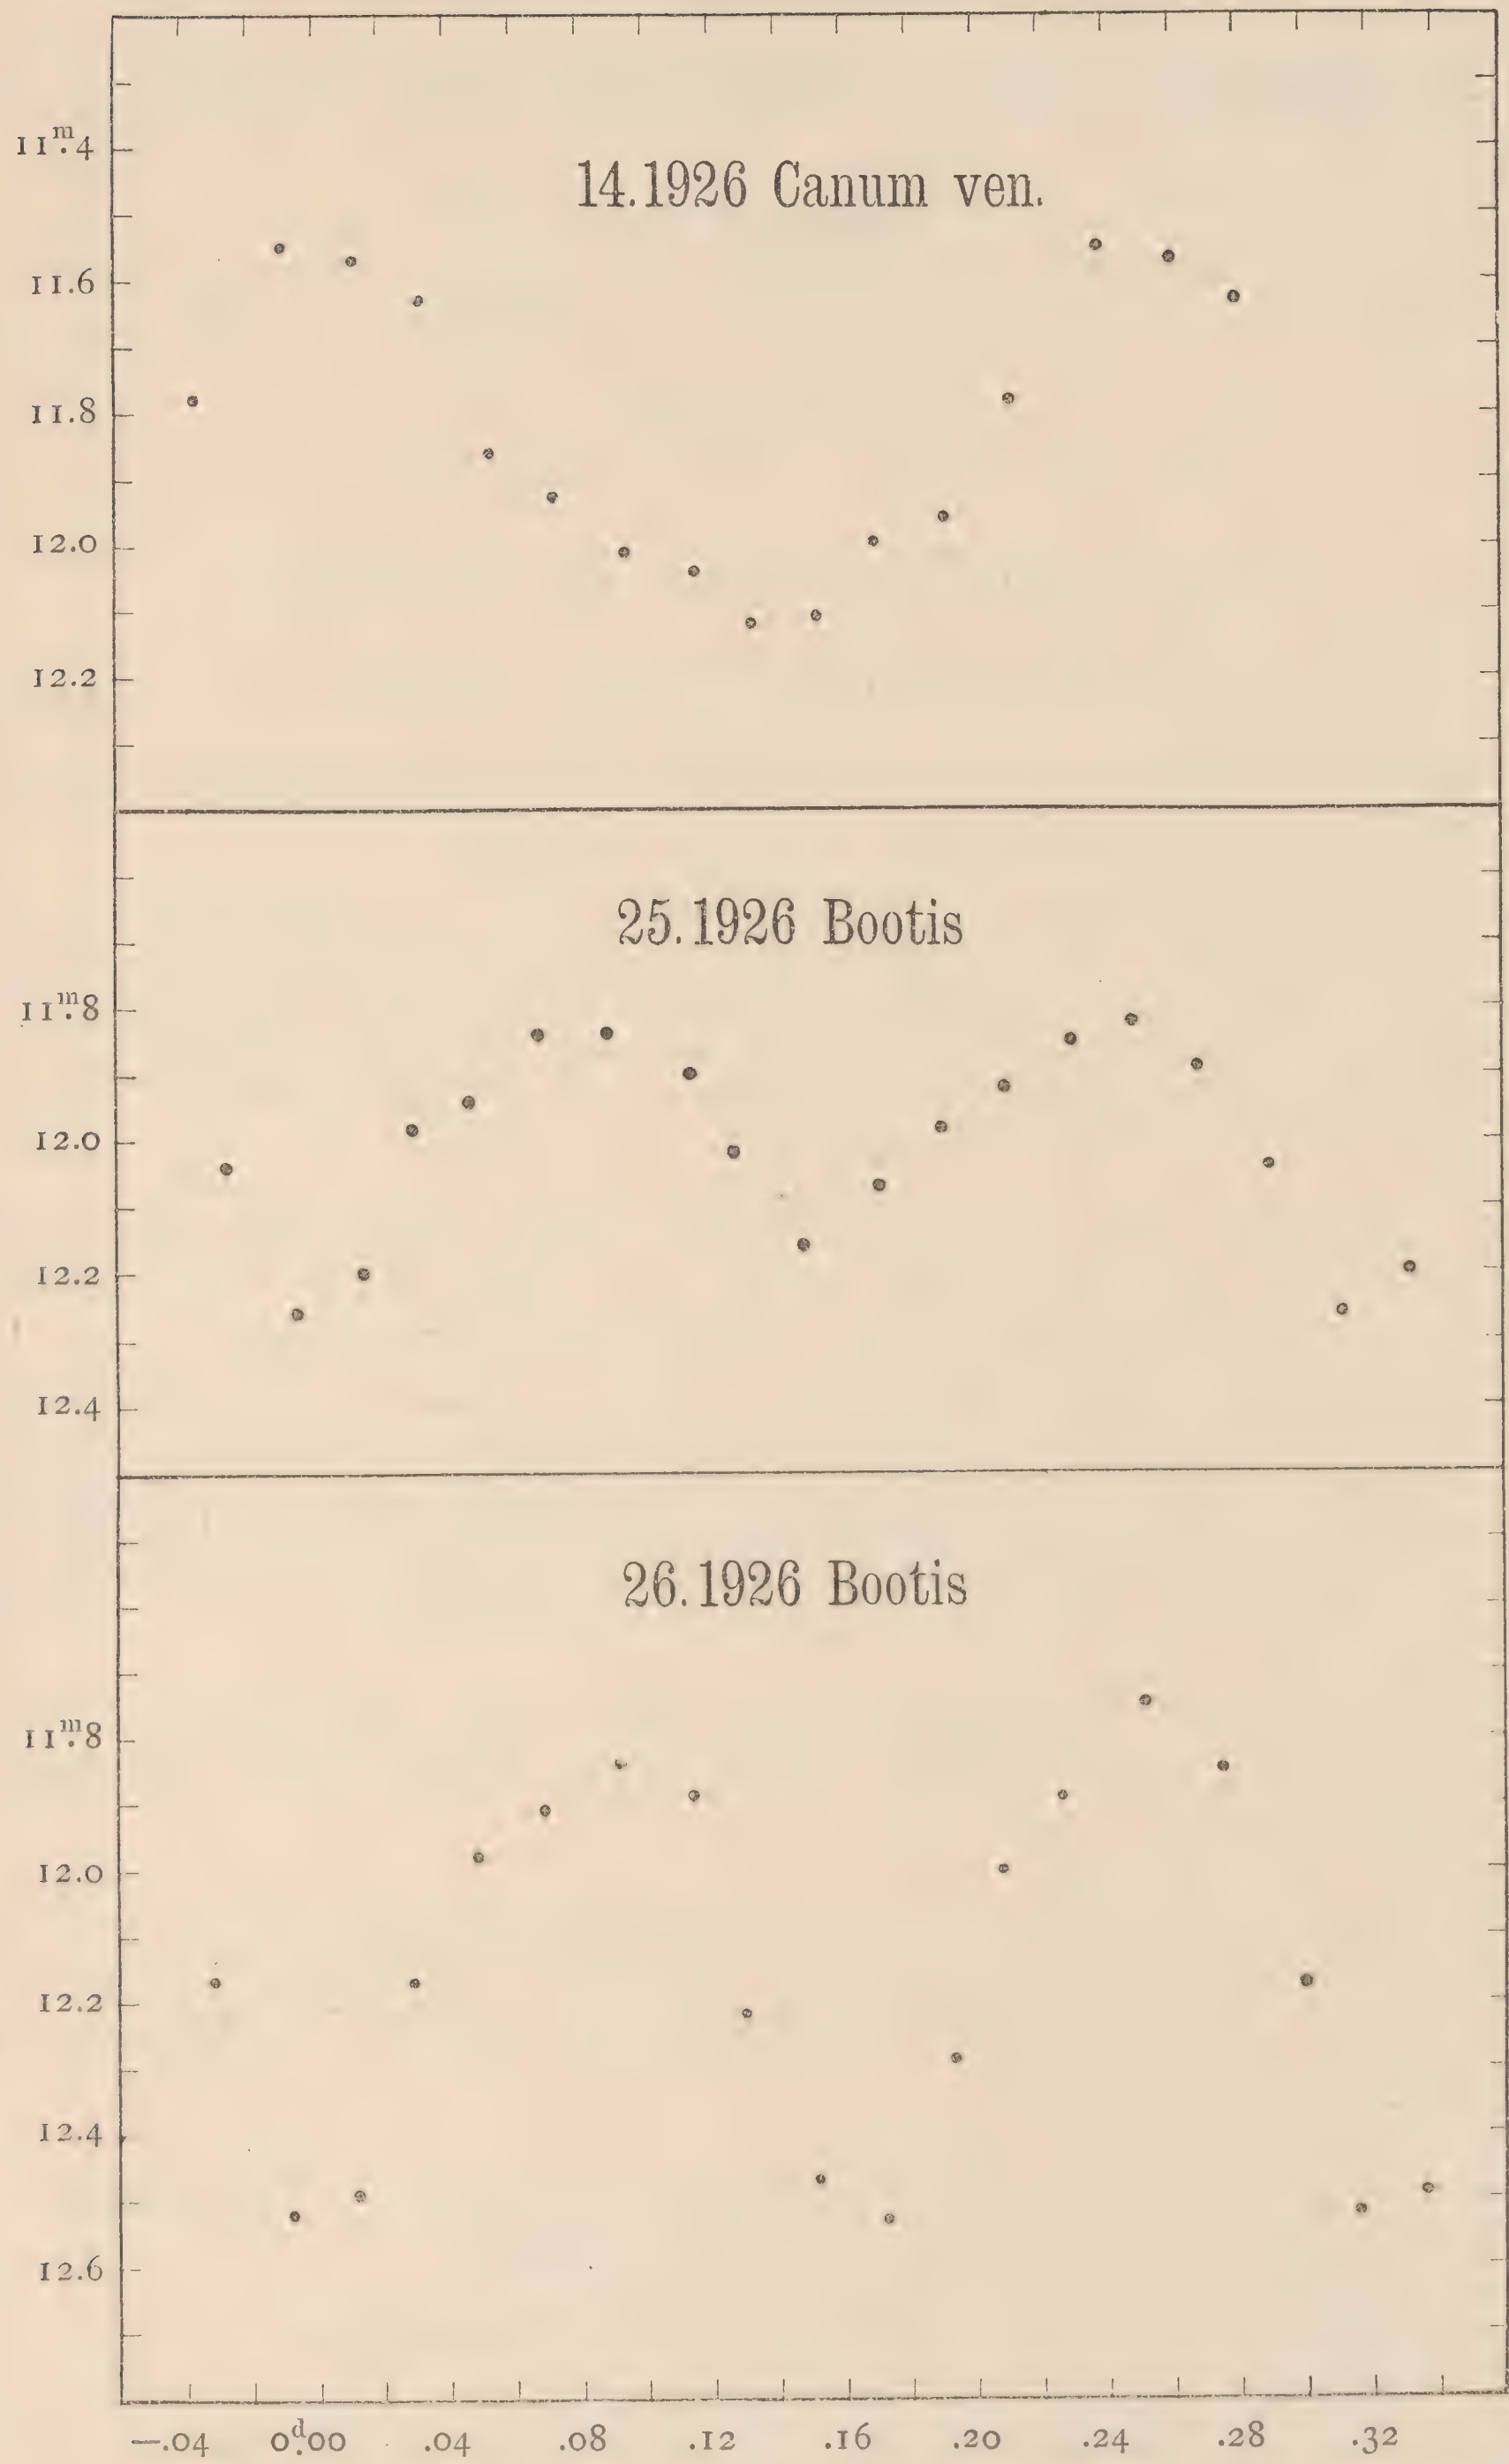 14.1926 Canum ven.
11ᵐ.4
11.6
11.8
12.0
12.2
25.1926 Bootis
11ᵐ.8
12.0
12.2
12.4
26.1926 Bootis
11ᵐ.8
12.0
12.2
12.4
12.6
—.04 0ᵈ.00 .04 .08 .12 .16 .20 .24 .28 .32